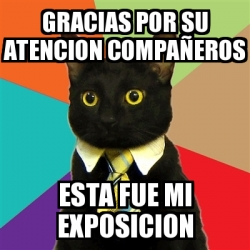 GRACIAS POR SU
ATENCION COMPAÑEROS
ESTA FUE MI
EXPOSICION